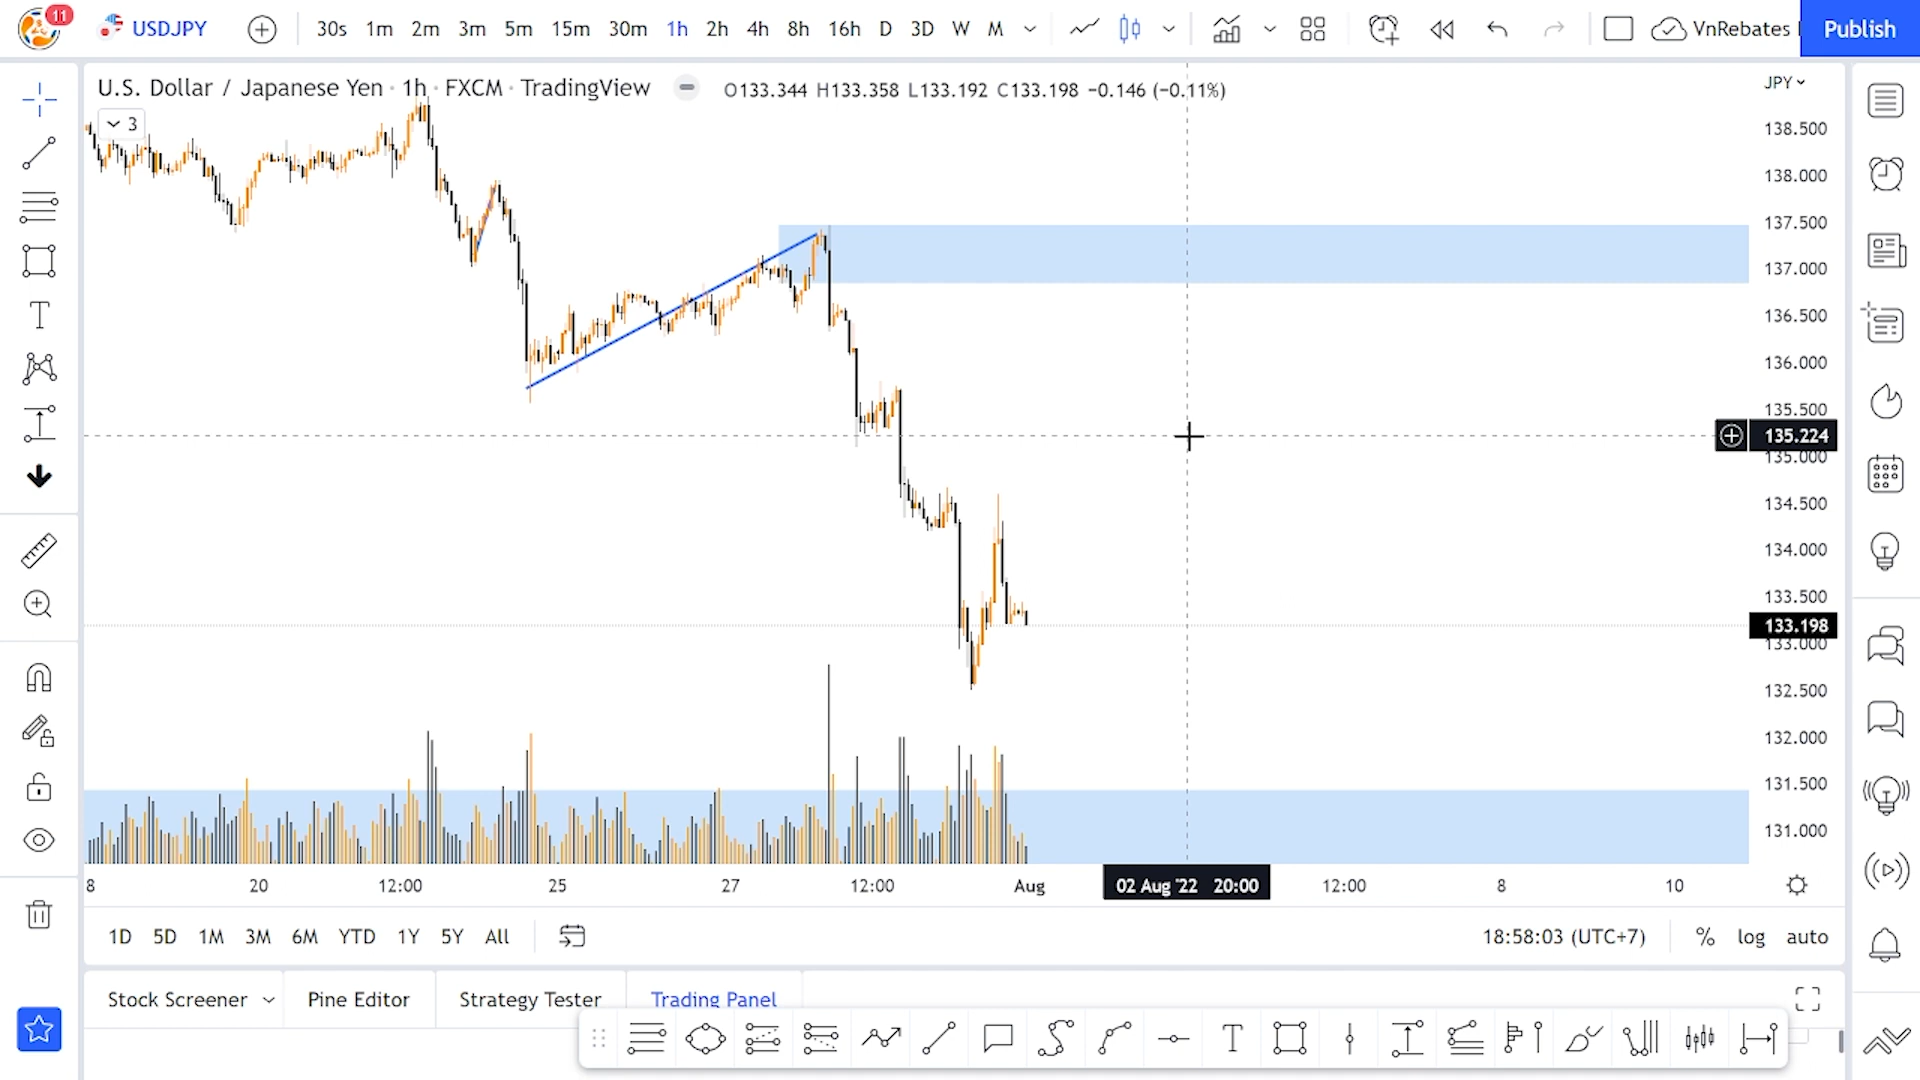 11
USDJPY
30s 1m 2m 3m 5m 15m 30m 1h 2h 4h 8h 16h D 3D W M
VnRebates
Publish
U.S. Dollar / Japanese Yen · 1h · FXCM · TradingView
O133.344 H133.358 L133.192 C133.198 −0.146 (−0.11%)
3
JPY
138.500
138.000
137.500
137.000
136.500
136.000
135.500
135.224
135.000
134.500
134.000
133.500
133.198
133.000
132.500
132.000
131.500
131.000
8 20 12:00 25 27 12:00 Aug 02 Aug '22 20:00 12:00 8 10
1D 5D 1M 3M 6M YTD 1Y 5Y All
18:58:03 (UTC+7) % log auto
Stock Screener Pine Editor Strategy Tester Trading Panel